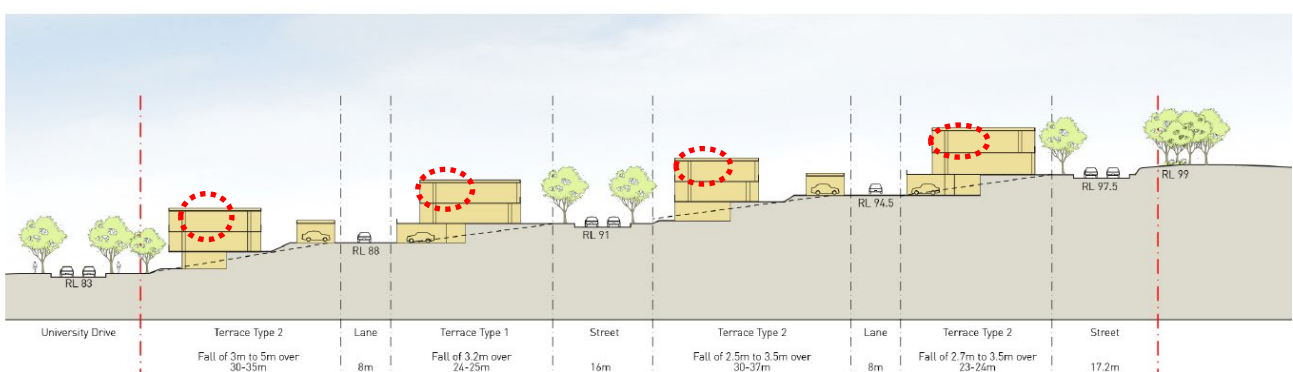 RL 83
RL 88
RL 91
RL 94.5
RL 97.5
RL 99
University Drive
Terrace Type 2
Lane
Terrace Type 1
Street
Terrace Type 2
Lane
Terrace Type 2
Street
Fall of 3m to 5m over
30-35m
8m
Fall of 3.2m over
24-25m
16m
Fall of 2.5m to 3.5m over
30-37m
8m
Fall of 2.7m to 3.5m over
23-24m
17.2m